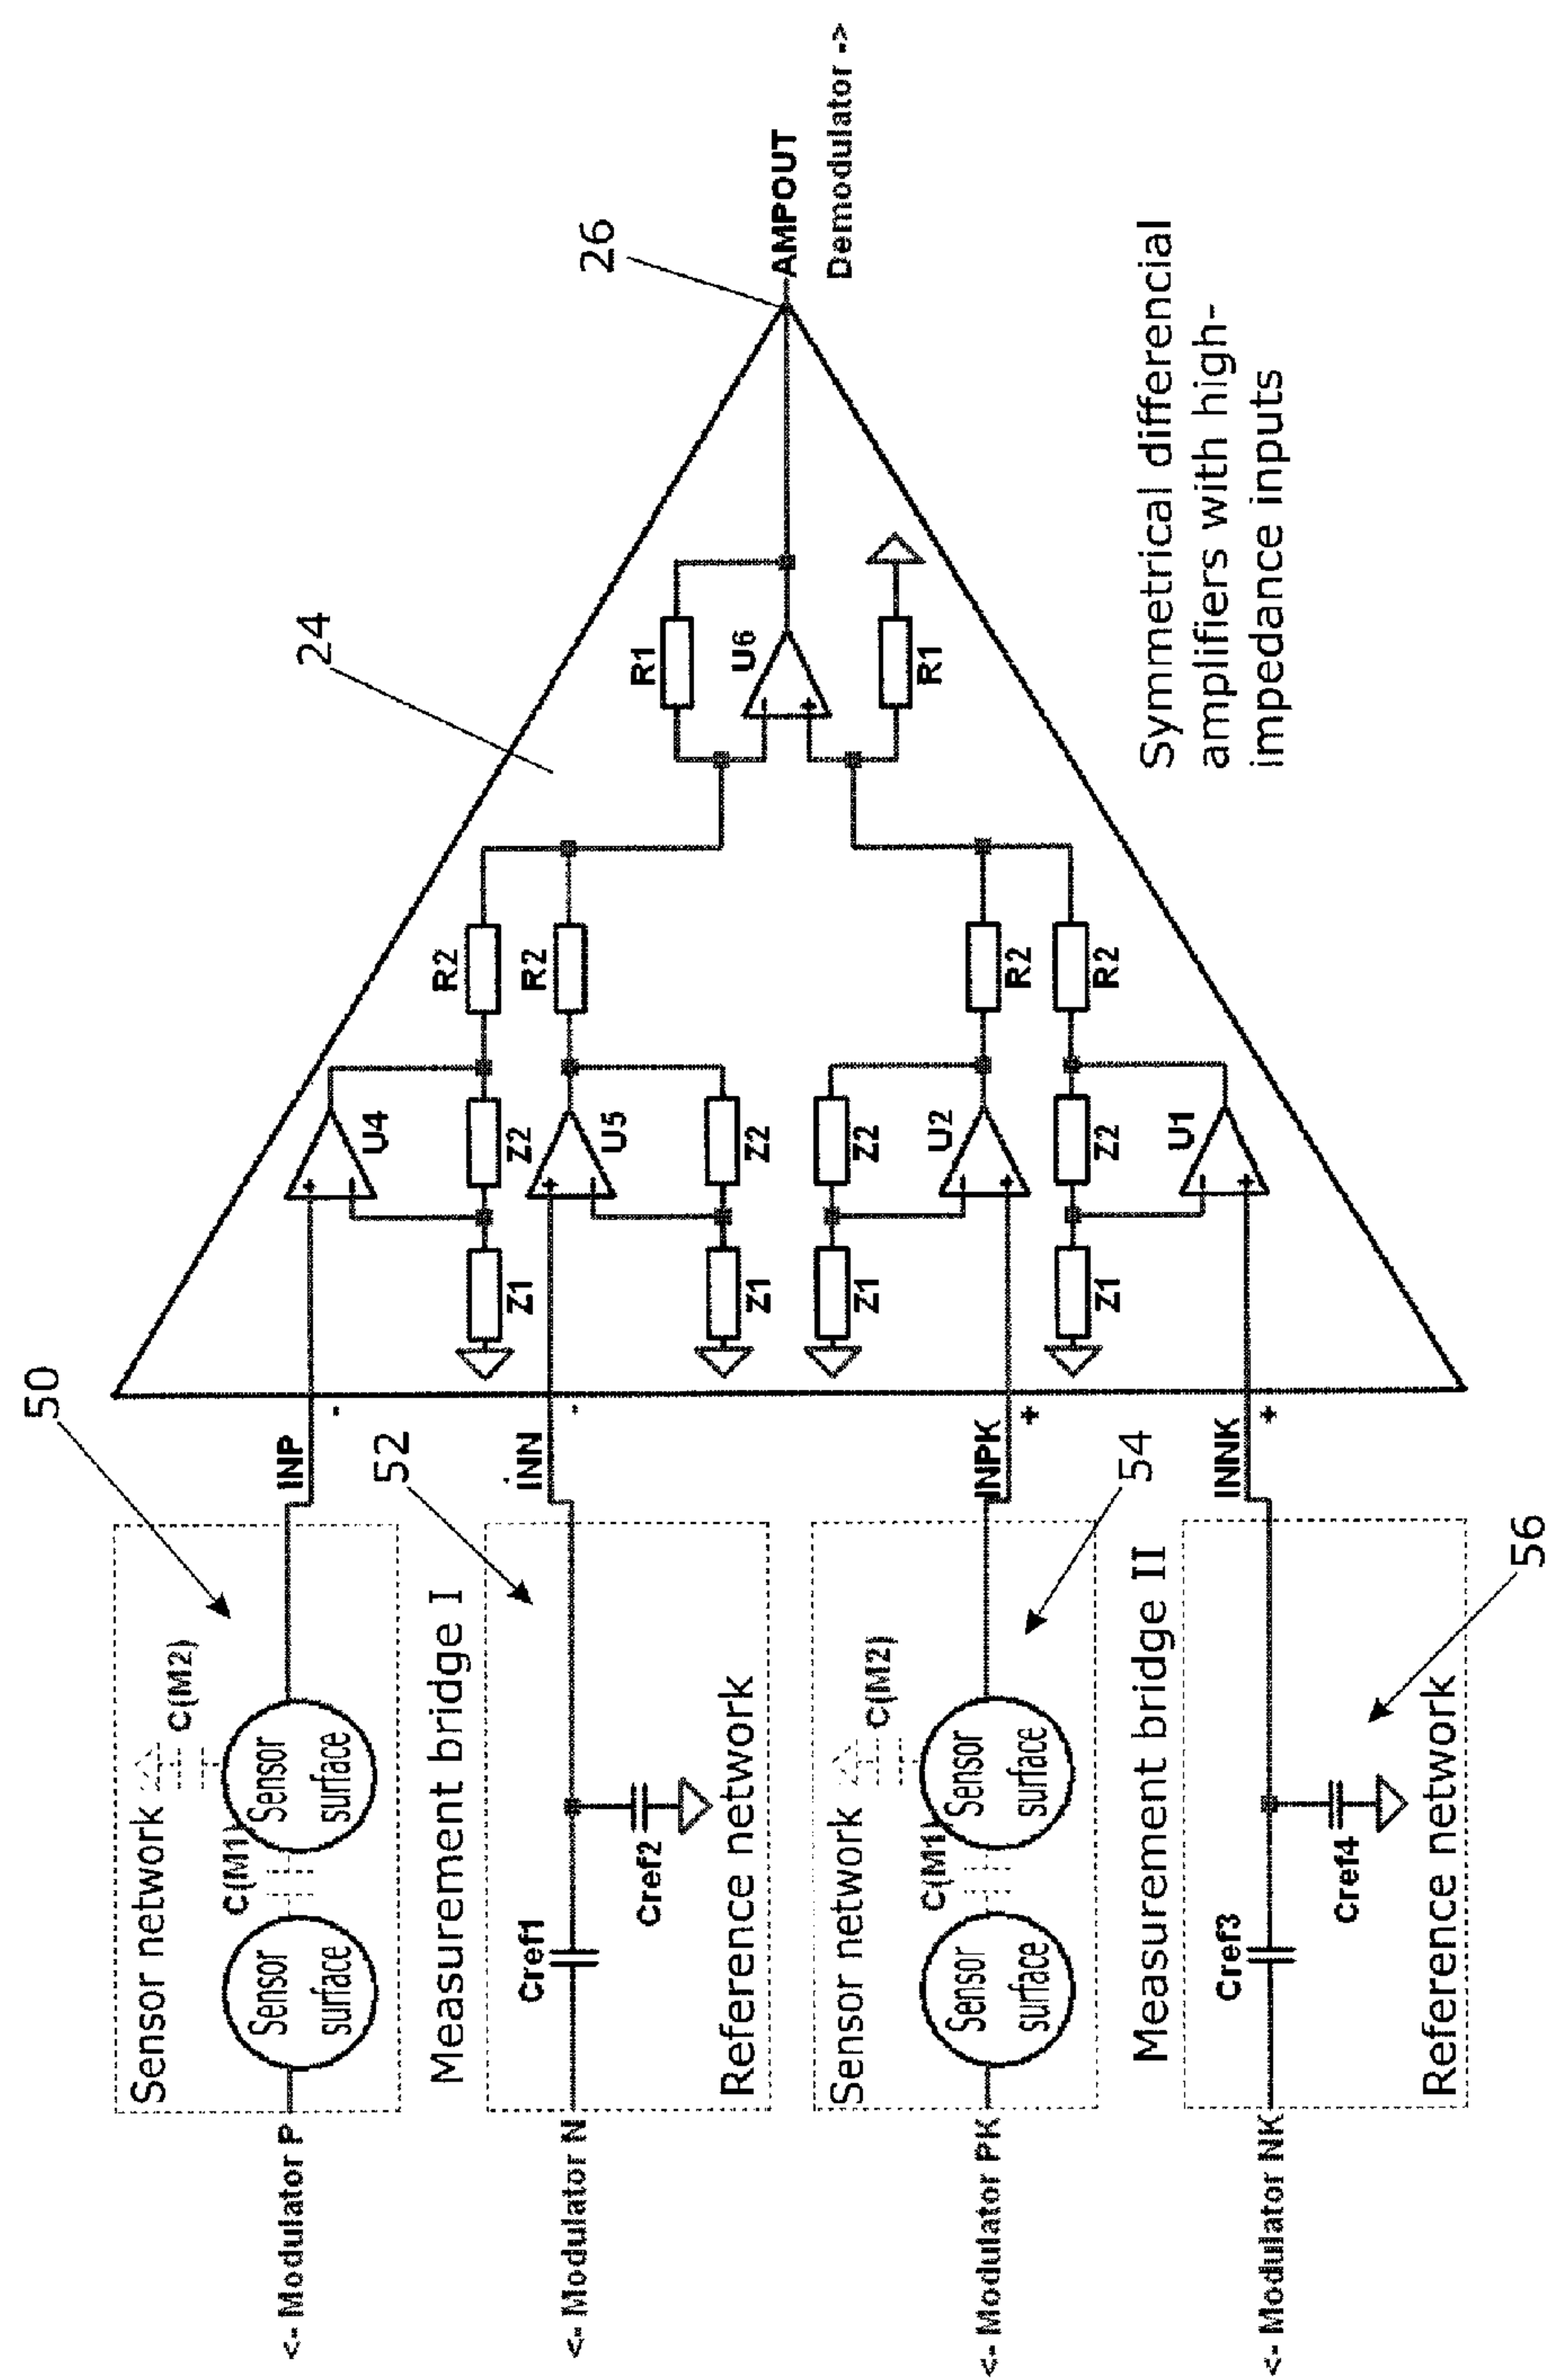 <- Modulator P
Sensor network
Sensor
surface
C(M1)
Sensor
surface
C(M2)
50
INP
-
Measurement bridge I
<- Modulator N
Cref1
Cref2
Reference network
52
INN
-
<- Modulator PK
Sensor network
Sensor
surface
C(M1)
Sensor
surface
C(M2)
54
INPK
+
Measurement bridge II
<- Modulator NK
Cref3
Cref4
Reference network
56
INNK
+
24
+
-
U4
Z1
Z2
R2
+
-
U5
Z1
Z2
R2
Z1
Z2
-
+
U2
R2
Z1
Z2
R2
-
+
U1
R1
-
+
U6
R1
26
AMPOUT
Demodulator ->
Symmetrical differencial
amplifiers with high-
impedance inputs